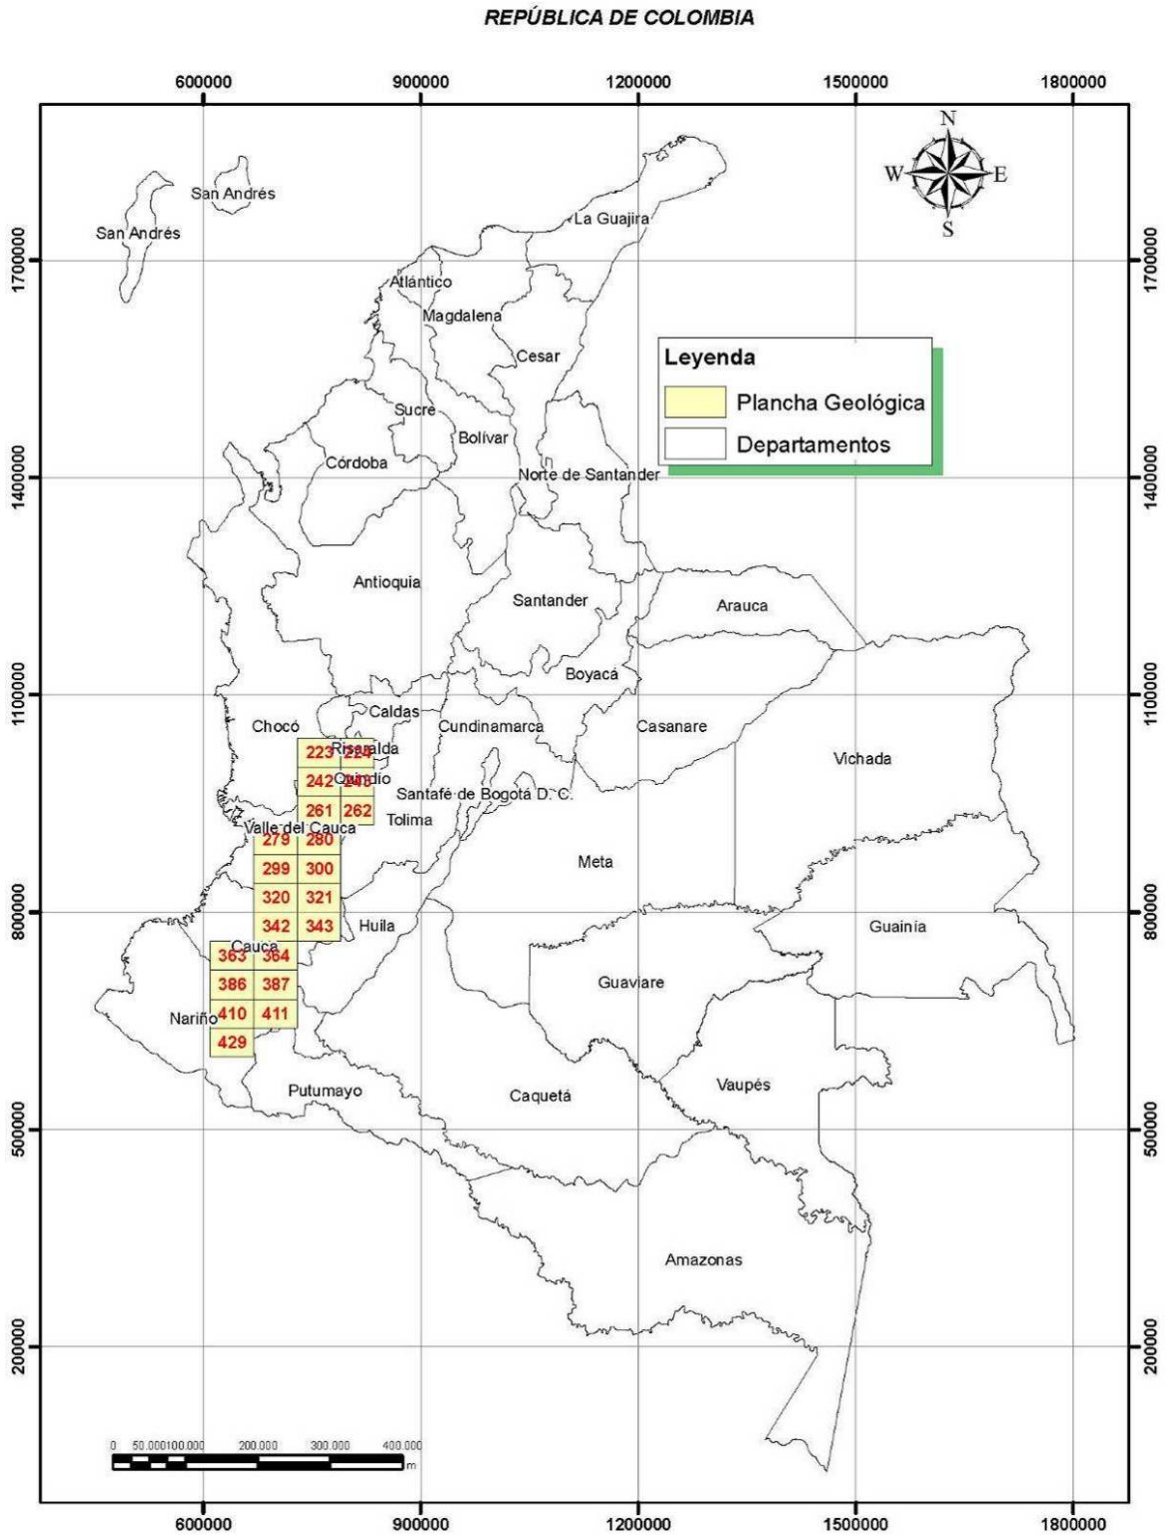 REPÚBLICA DE COLOMBIA
600000 900000 1200000 1500000 1800000
N
W E
S
San Andrés
San Andrés
La Guajira
1700000 1700000
Atlántico
Magdalena
Cesar
Leyenda
Plancha Geológica
Departamentos
Sucre
Bolívar
Córdoba
Norte de Santander
1400000 1400000
Antioquia
Santander
Arauca
Boyacá
1100000 1100000
Caldas
Chocó
Cundinamarca
Casanare
Risaralda
223 224
Vichada
242 243 Quindío
Santafé de Bogotá D. C.
261 262
Tolima
Valle del Cauca
279 280
Meta
299 300
320 321
800000 800000
342 343
Huila
Guainía
Cauca
363 364
386 387
Guaviare
410 411
Nariño
429
Vaupés
Putumayo
Caquetá
500000 500000
Amazonas
200000 200000
0 50.000 100.000 200.000 300.000 400.000
m
600000 900000 1200000 1500000 1800000